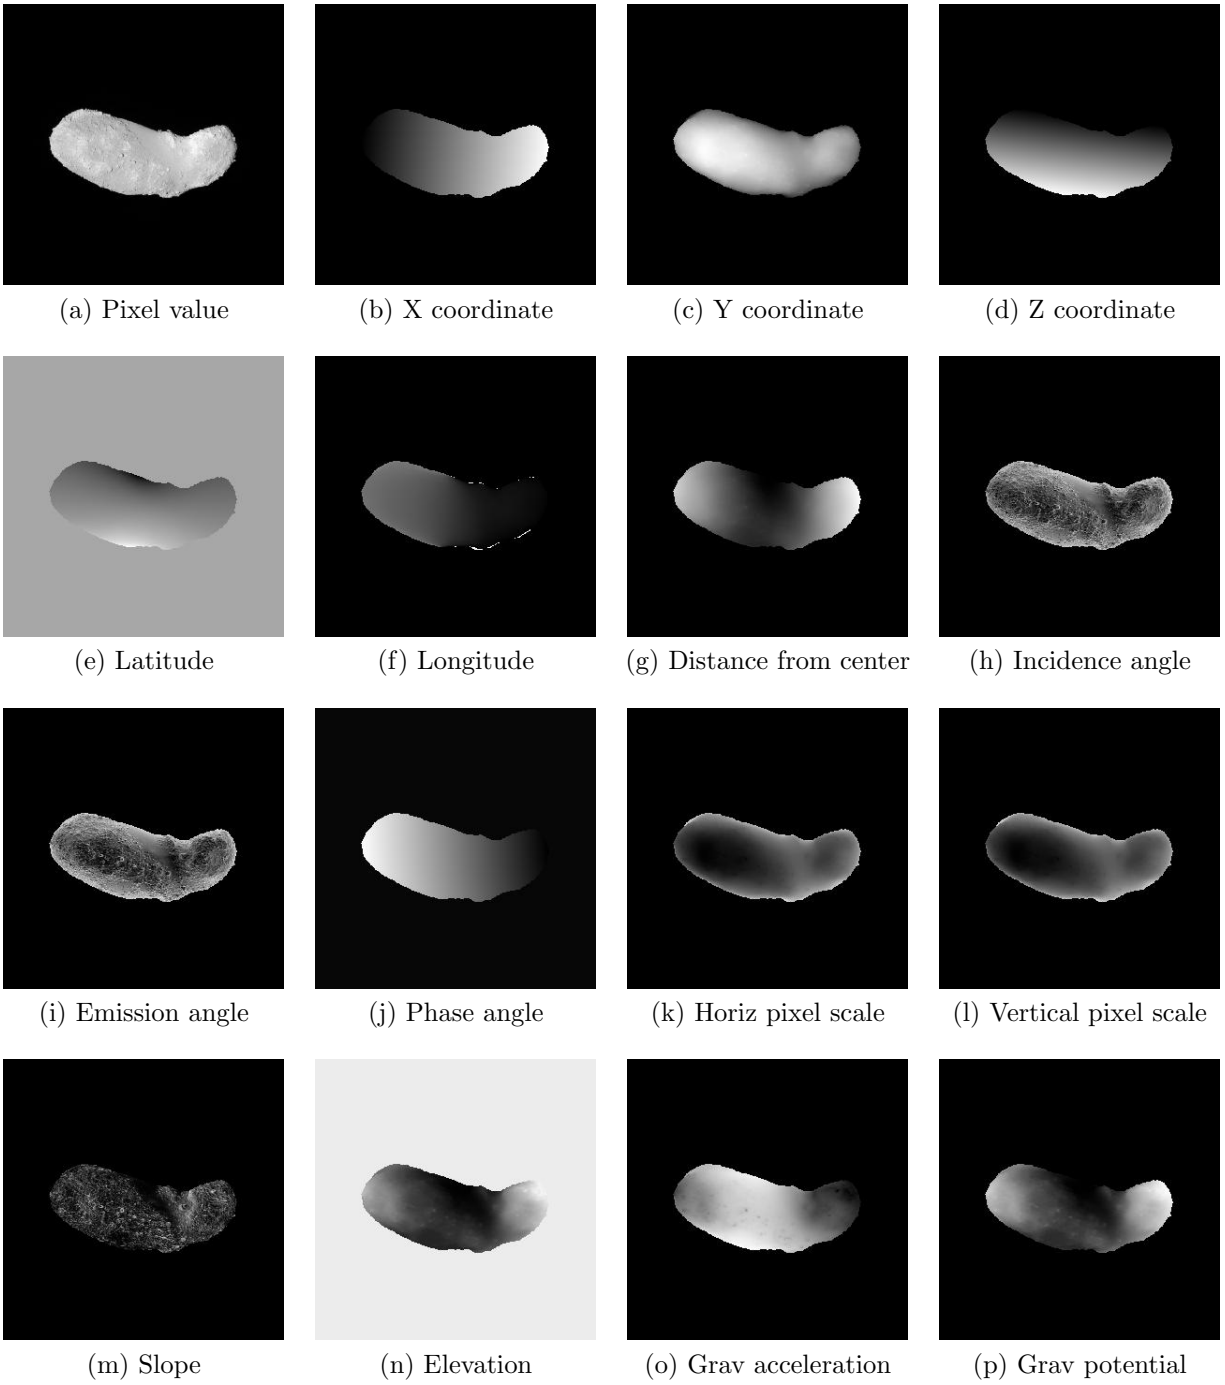 (a) Pixel value
(b) X coordinate
(c) Y coordinate
(d) Z coordinate
(e) Latitude
(f) Longitude
(g) Distance from center
(h) Incidence angle
(i) Emission angle
(j) Phase angle
(k) Horiz pixel scale
(l) Vertical pixel scale
(m) Slope
(n) Elevation
(o) Grav acceleration
(p) Grav potential